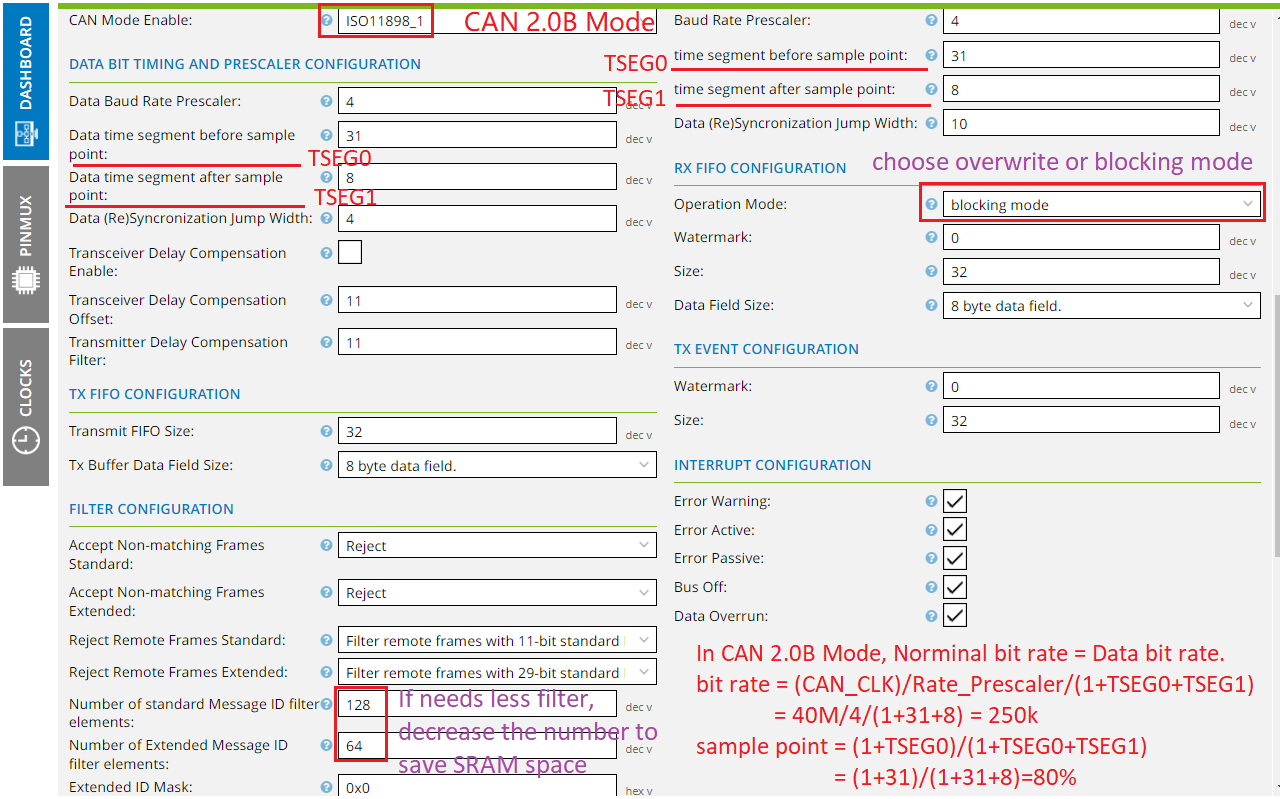 DASHBOARD
PINMUX
CLOCKS
CAN Mode Enable: ISO11898_1 CAN 2.0B Mode
DATA BIT TIMING AND PRESCALER CONFIGURATION
Data Baud Rate Prescaler: 4 dec v
Data time segment before sample
point: 31 dec v
TSEG0
Data time segment after sample
point: 8 dec v
TSEG1
Data (Re)Syncronization Jump Width: 4 dec v
Transceiver Delay Compensation
Enable:
Transceiver Delay Compensation
Offset: 11 dec v
Transmitter Delay Compensation
Filter: 11 dec v
TX FIFO CONFIGURATION
Transmit FIFO Size: 32 dec v
Tx Buffer Data Field Size: 8 byte data field.
FILTER CONFIGURATION
Accept Non-matching Frames
Standard: Reject
Accept Non-matching Frames
Extended: Reject
Reject Remote Frames Standard: Filter remote frames with 11-bit standard
Reject Remote Frames Extended: Filter remote frames with 29-bit standard
Number of standard Message ID filter
elements: 128 dec v
Number of Extended Message ID
filter elements: 64 dec v
If needs less filter,
decrease the number to
save SRAM space
Extended ID Mask: 0x0 hex v
Baud Rate Prescaler: 4 dec v
TSEG0 time segment before sample point: 31 dec v
TSEG1 time segment after sample point: 8 dec v
Data (Re)Syncronization Jump Width: 10 dec v
RX FIFO CONFIGURATION choose overwrite or blocking mode
Operation Mode: blocking mode
Watermark: 0 dec v
Size: 32 dec v
Data Field Size: 8 byte data field.
TX EVENT CONFIGURATION
Watermark: 0 dec v
Size: 32 dec v
INTERRUPT CONFIGURATION
Error Warning:
Error Active:
Error Passive:
Bus Off:
Data Overrun:
In CAN 2.0B Mode, Norminal bit rate = Data bit rate.
bit rate = (CAN_CLK)/Rate_Prescaler/(1+TSEG0+TSEG1)
= 40M/4/(1+31+8) = 250k
sample point = (1+TSEG0)/(1+TSEG0+TSEG1)
= (1+31)/(1+31+8)=80%